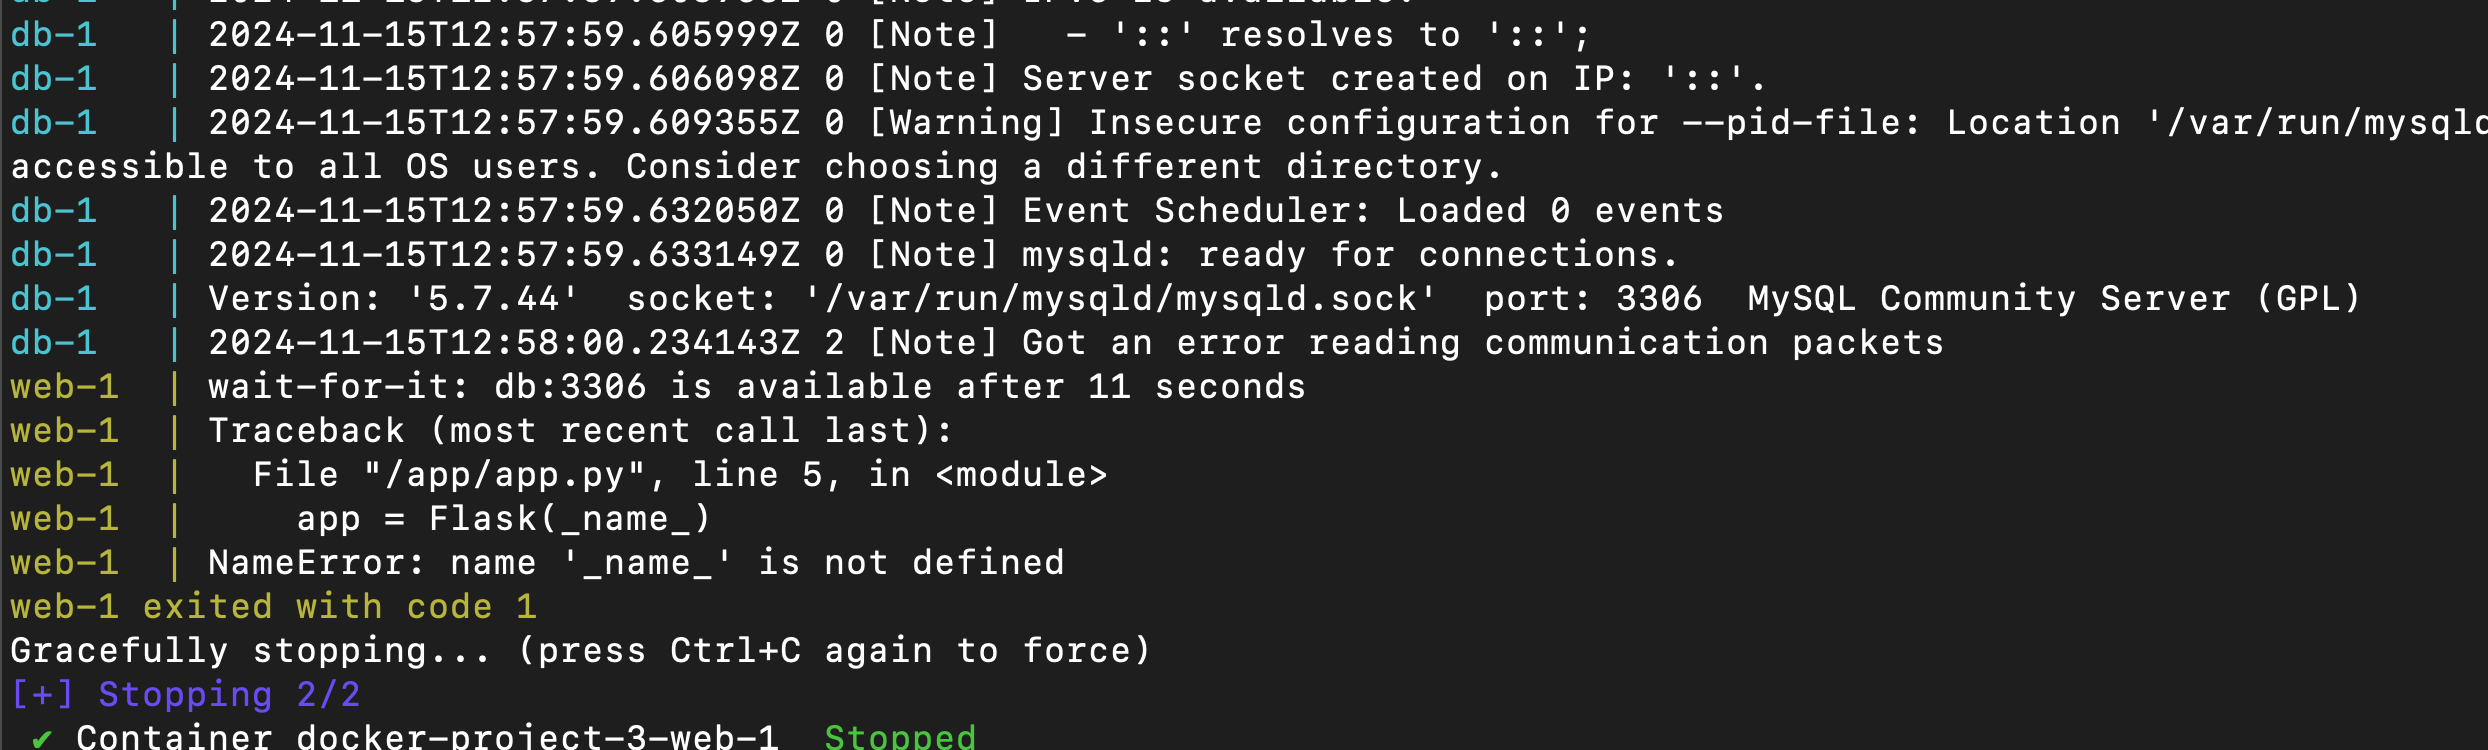 db-1   | 2024-11-15T12:57:59.605999Z 0 [Note]   - '::' resolves to '::';
db-1   | 2024-11-15T12:57:59.606098Z 0 [Note] Server socket created on IP: '::'.
db-1   | 2024-11-15T12:57:59.609355Z 0 [Warning] Insecure configuration for --pid-file: Location '/var/run/mysqld
accessible to all OS users. Consider choosing a different directory.
db-1   | 2024-11-15T12:57:59.632050Z 0 [Note] Event Scheduler: Loaded 0 events
db-1   | 2024-11-15T12:57:59.633149Z 0 [Note] mysqld: ready for connections.
db-1   | Version: '5.7.44'  socket: '/var/run/mysqld/mysqld.sock'  port: 3306  MySQL Community Server (GPL)
db-1   | 2024-11-15T12:58:00.234143Z 2 [Note] Got an error reading communication packets
web-1  | wait-for-it: db:3306 is available after 11 seconds
web-1  | Traceback (most recent call last):
web-1  |   File "/app/app.py", line 5, in <module>
web-1  |     app = Flask(_name_)
web-1  | NameError: name '_name_' is not defined
web-1 exited with code 1
Gracefully stopping... (press Ctrl+C again to force)
[+] Stopping 2/2
 ✔ Container docker-project-3-web-1  Stopped